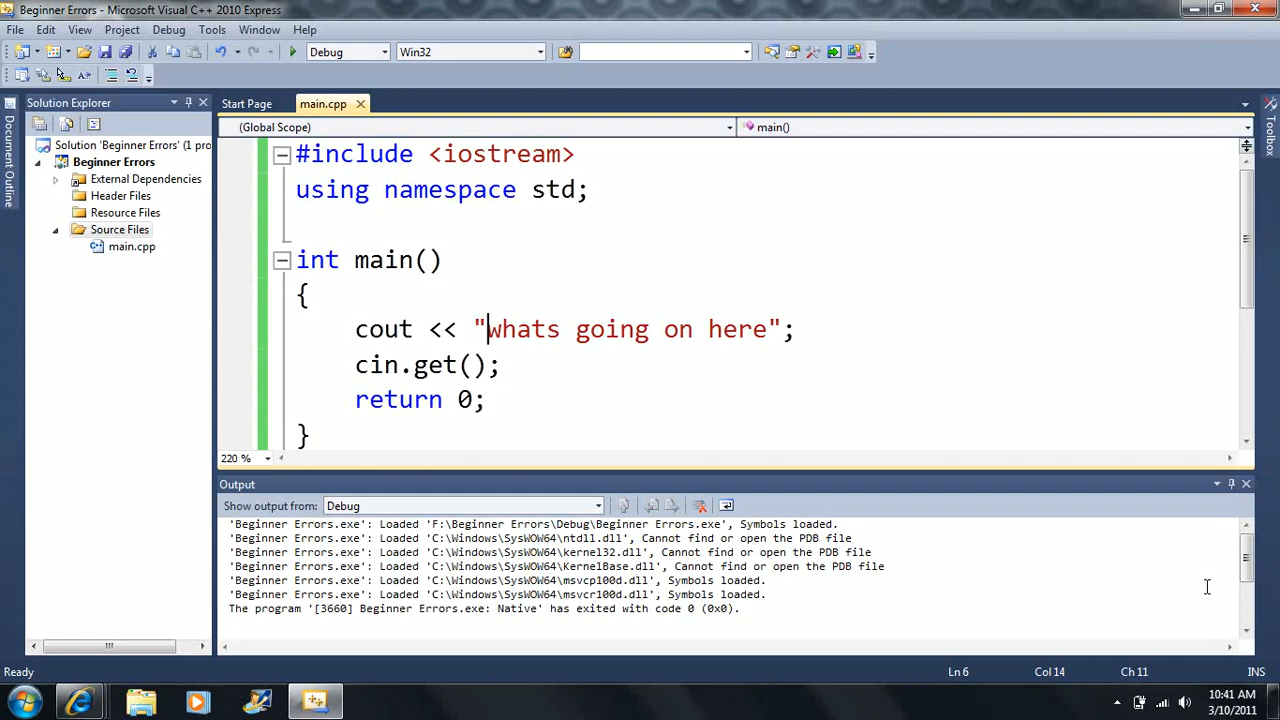 Beginner Errors - Microsoft Visual C++ 2010 Express
File Edit View Project Debug Tools Window Help
Debug Win32
Solution Explorer
Start Page main.cpp
Document Outline
Toolbox
(Global Scope) main()
Solution 'Beginner Errors' (1 pro
Beginner Errors
External Dependencies
Header Files
Resource Files
Source Files
main.cpp
#include <iostream>
using namespace std;
int main()
{
cout << "whats going on here";
cin.get();
return 0;
}
220 %
Output
Show output from: Debug
'Beginner Errors.exe': Loaded 'F:\Beginner Errors\Debug\Beginner Errors.exe', Symbols loaded.
'Beginner Errors.exe': Loaded 'C:\Windows\SysWOW64\ntdll.dll', Cannot find or open the PDB file
'Beginner Errors.exe': Loaded 'C:\Windows\SysWOW64\kernel32.dll', Cannot find or open the PDB file
'Beginner Errors.exe': Loaded 'C:\Windows\SysWOW64\KernelBase.dll', Cannot find or open the PDB file
'Beginner Errors.exe': Loaded 'C:\Windows\SysWOW64\msvcp100d.dll', Symbols loaded.
'Beginner Errors.exe': Loaded 'C:\Windows\SysWOW64\msvcr100d.dll', Symbols loaded.
The program '[3660] Beginner Errors.exe: Native' has exited with code 0 (0x0).
Ready Ln 6 Col 14 Ch 11 INS
10:41 AM
3/10/2011